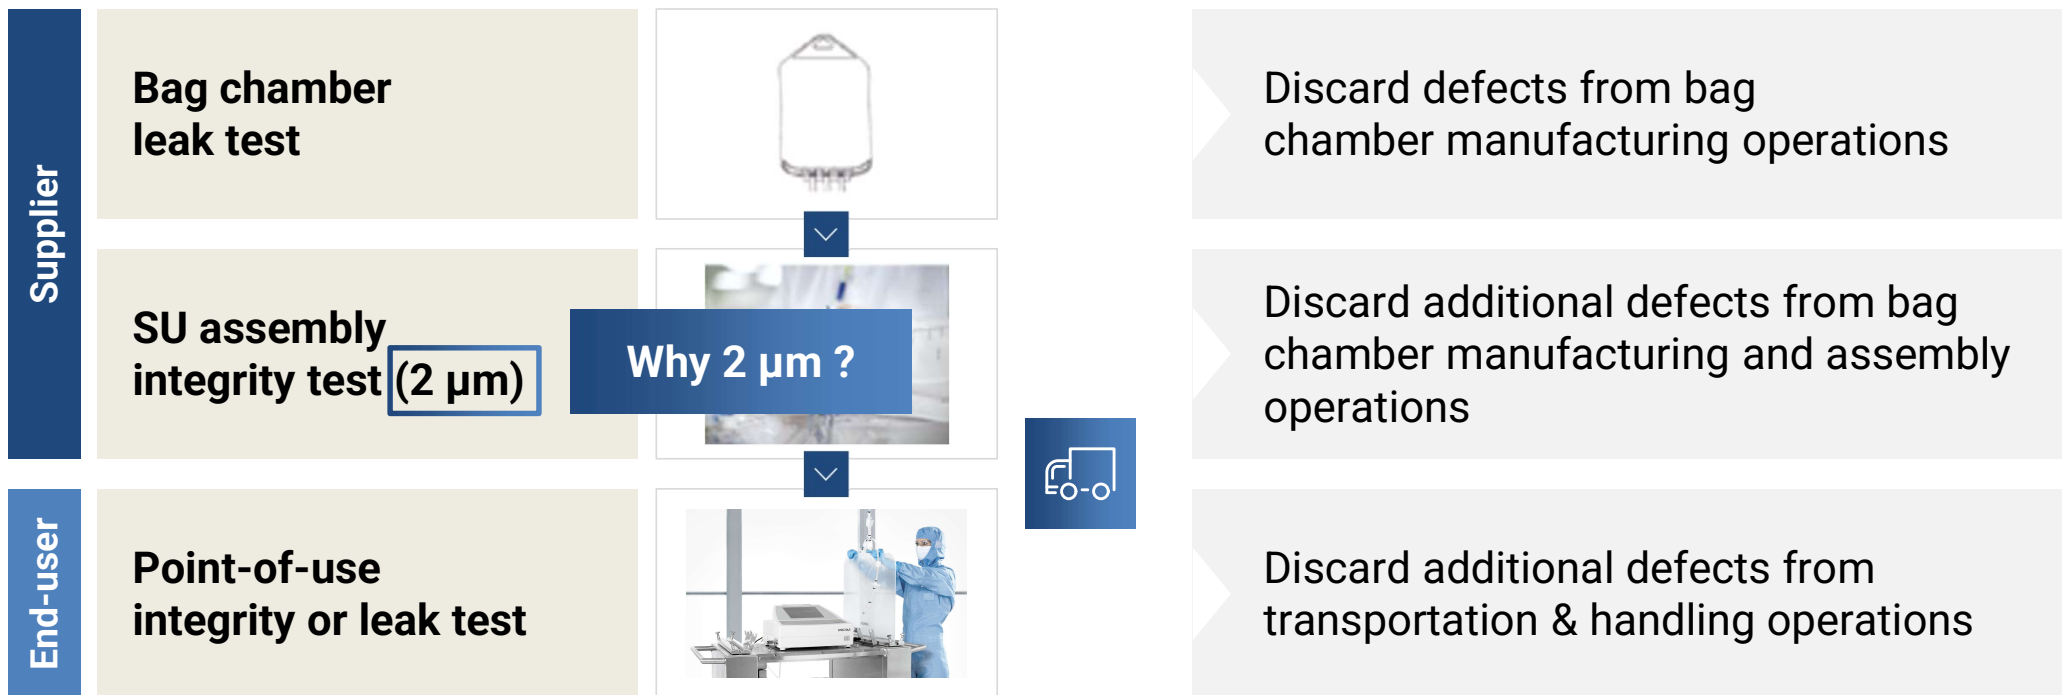 Supplier
Bag chamber
leak test
Discard defects from bag
chamber manufacturing operations
SU assembly
integrity test (2 µm)
Why 2 µm ?
Discard additional defects from bag
chamber manufacturing and assembly
operations
End-user
Point-of-use
integrity or leak test
Discard additional defects from
transportation & handling operations